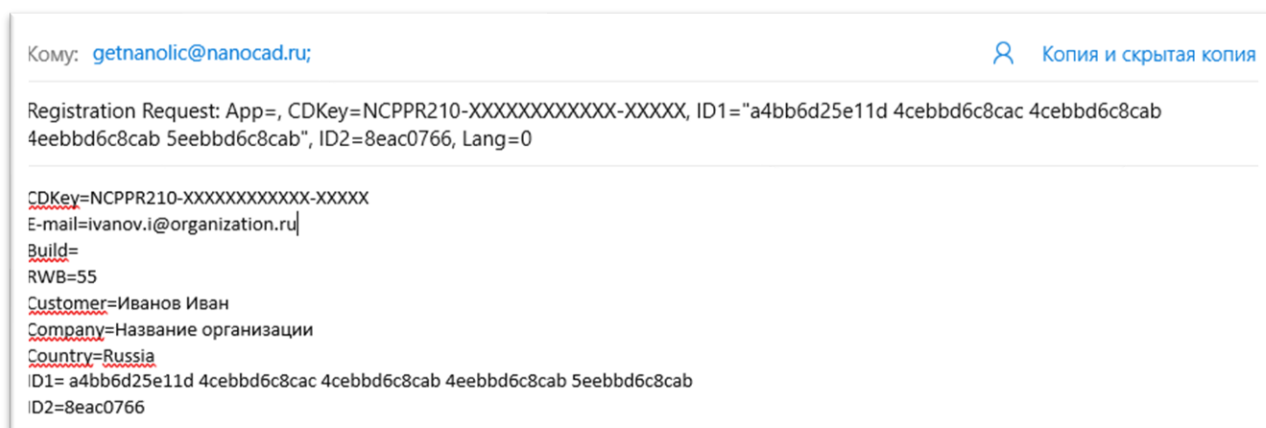 Кому: getnanolic@nanocad.ru; Копия и скрытая копия
Registration Request: App=, CDKey=NCPPR210-XXXXXXXXXXXX-XXXXX, ID1="a4bb6d25e11d 4cebbd6c8cac 4cebbd6c8cab
4eebbd6c8cab 5eebbd6c8cab", ID2=8eac0766, Lang=0
CDKey=NCPPR210-XXXXXXXXXXXX-XXXXX
E-mail=ivanov.i@organization.ru
Build=
RWB=55
Customer=Иванов Иван
Company=Название организации
Country=Russia
ID1= a4bb6d25e11d 4cebbd6c8cac 4cebbd6c8cab 4eebbd6c8cab 5eebbd6c8cab
ID2=8eac0766